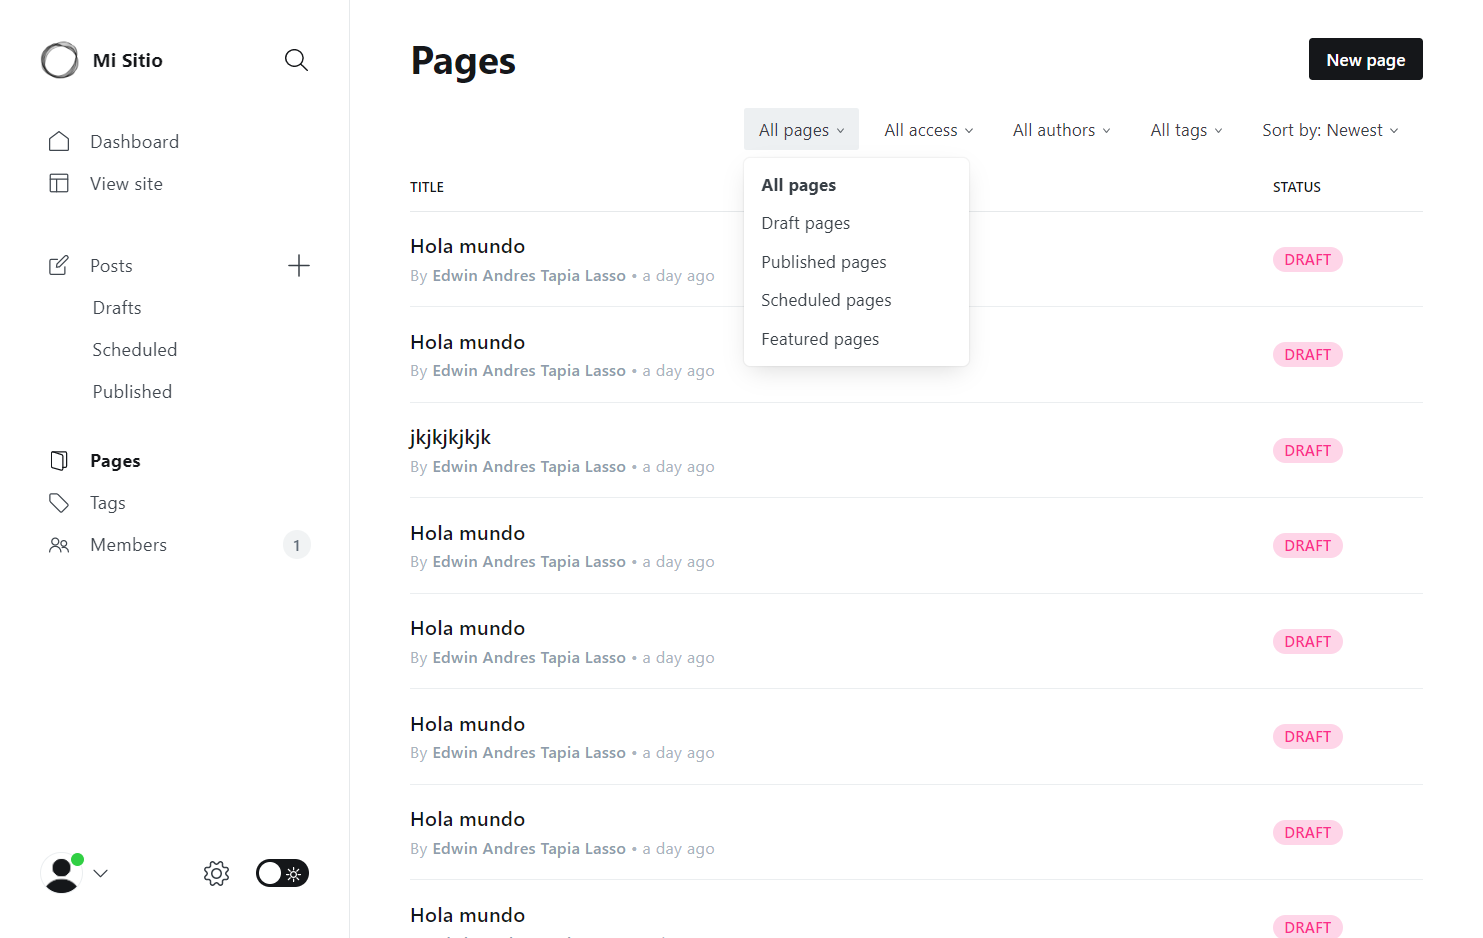 Mi Sitio
Dashboard
View site
Posts
Drafts
Scheduled
Published
Pages
Tags
Members 1
Pages
New page
All pages All access All authors All tags Sort by: Newest
All pages
Draft pages
Published pages
Scheduled pages
Featured pages
TITLE STATUS
Hola mundo
By Edwin Andres Tapia Lasso • a day ago
DRAFT
Hola mundo
By Edwin Andres Tapia Lasso • a day ago
DRAFT
jkjkjkjkjk
By Edwin Andres Tapia Lasso • a day ago
DRAFT
Hola mundo
By Edwin Andres Tapia Lasso • a day ago
DRAFT
Hola mundo
By Edwin Andres Tapia Lasso • a day ago
DRAFT
Hola mundo
By Edwin Andres Tapia Lasso • a day ago
DRAFT
Hola mundo
By Edwin Andres Tapia Lasso • a day ago
DRAFT
Hola mundo
DRAFT